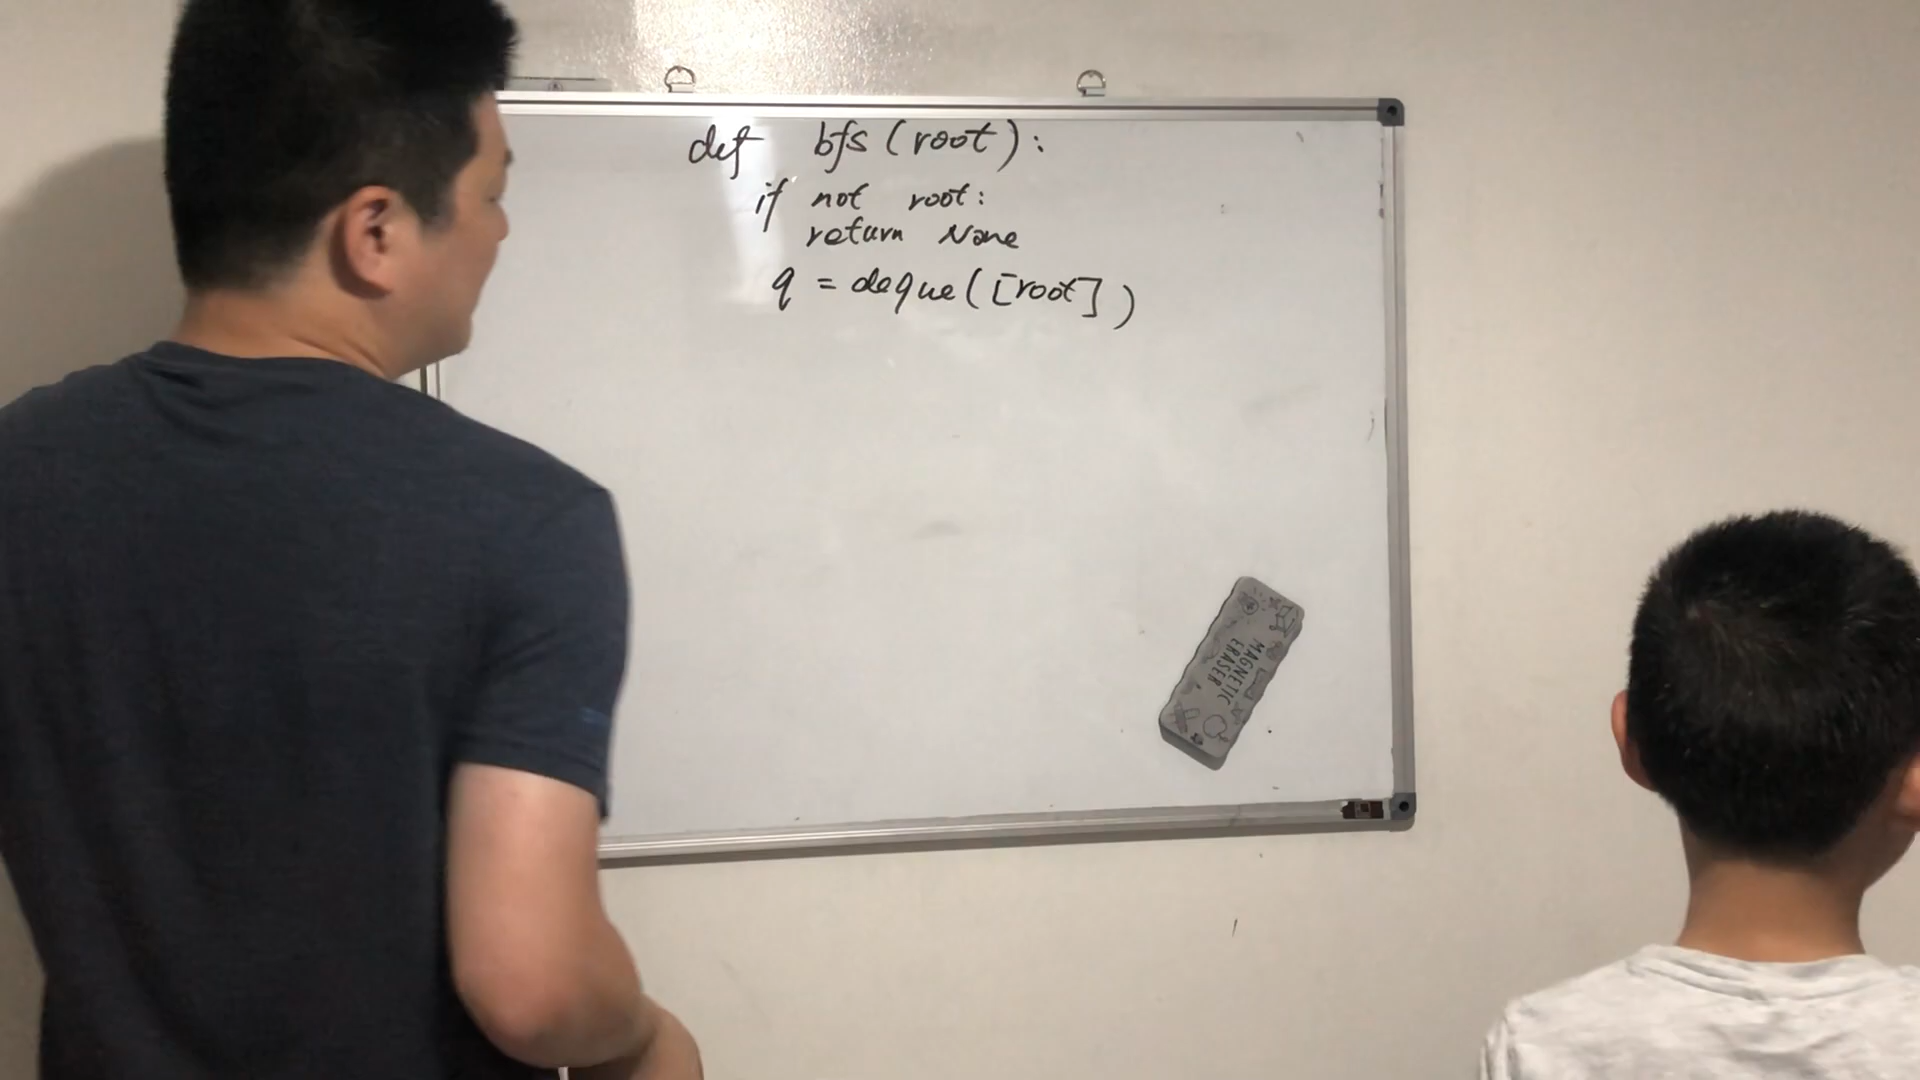 def bfs(root):
if not root:
return None
q = deque([root])
MAGNETIC
ERASER